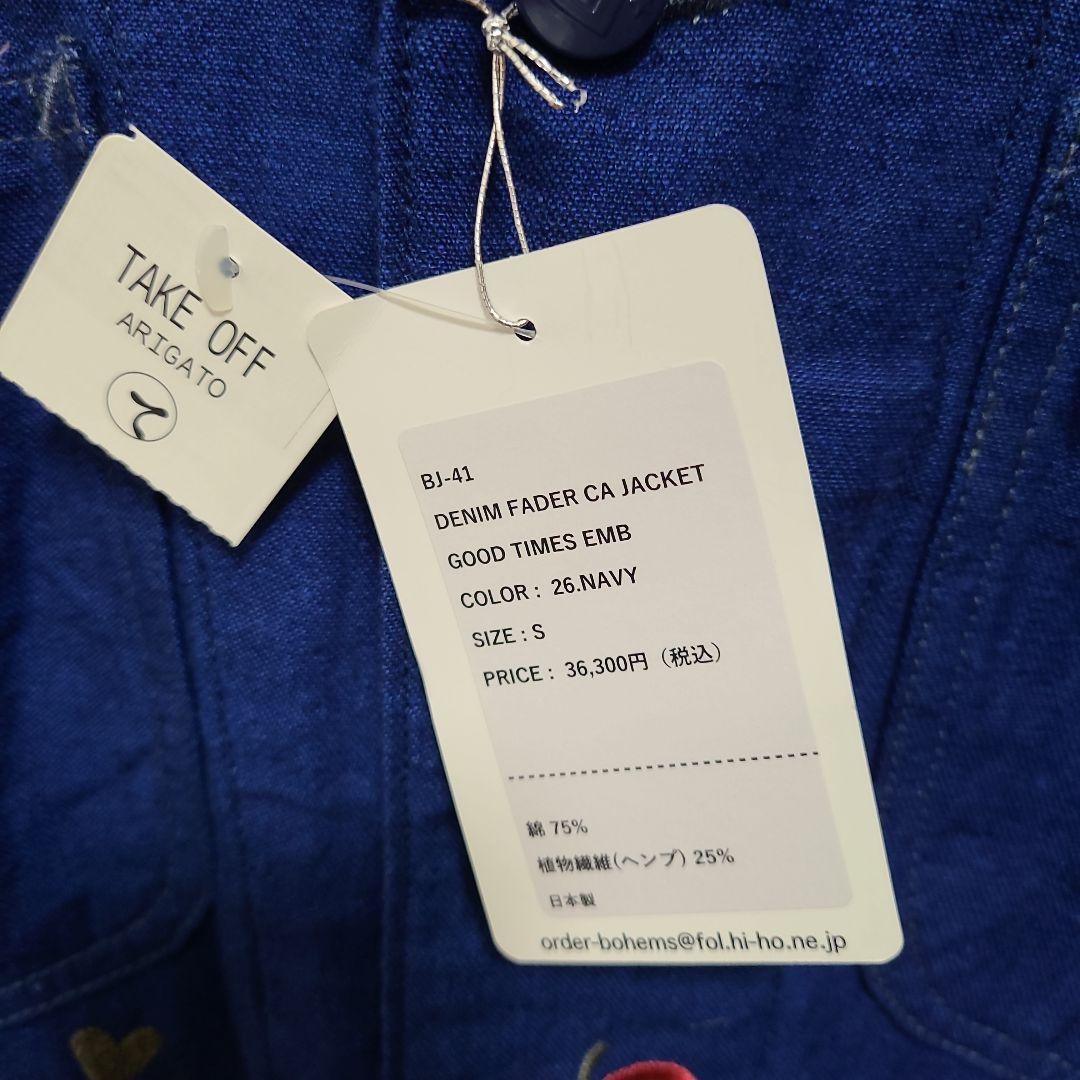 TAKE OFF
ARIGATO
て
BJ-41
DENIM FADER CA JACKET
GOOD TIMES EMB
COLOR : 26.NAVY
SIZE : S
PRICE : 36,300円（税込）
綿 75%
植物繊維(ヘンプ) 25%
日本製
order-bohems@fol.hi-ho.ne.jp